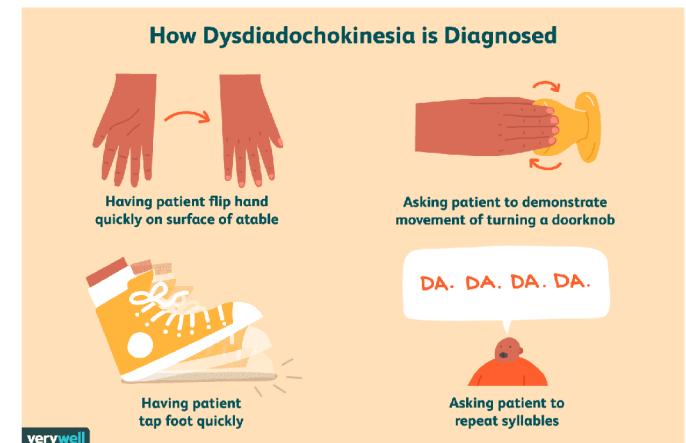 How Dysdiadochokinesia is Diagnosed
Having patient flip hand
quickly on surface of atable
Asking patient to demonstrate
movement of turning a doorknob
DA. DA. DA. DA.
Having patient
tap foot quickly
Asking patient to
repeat syllables
verywell